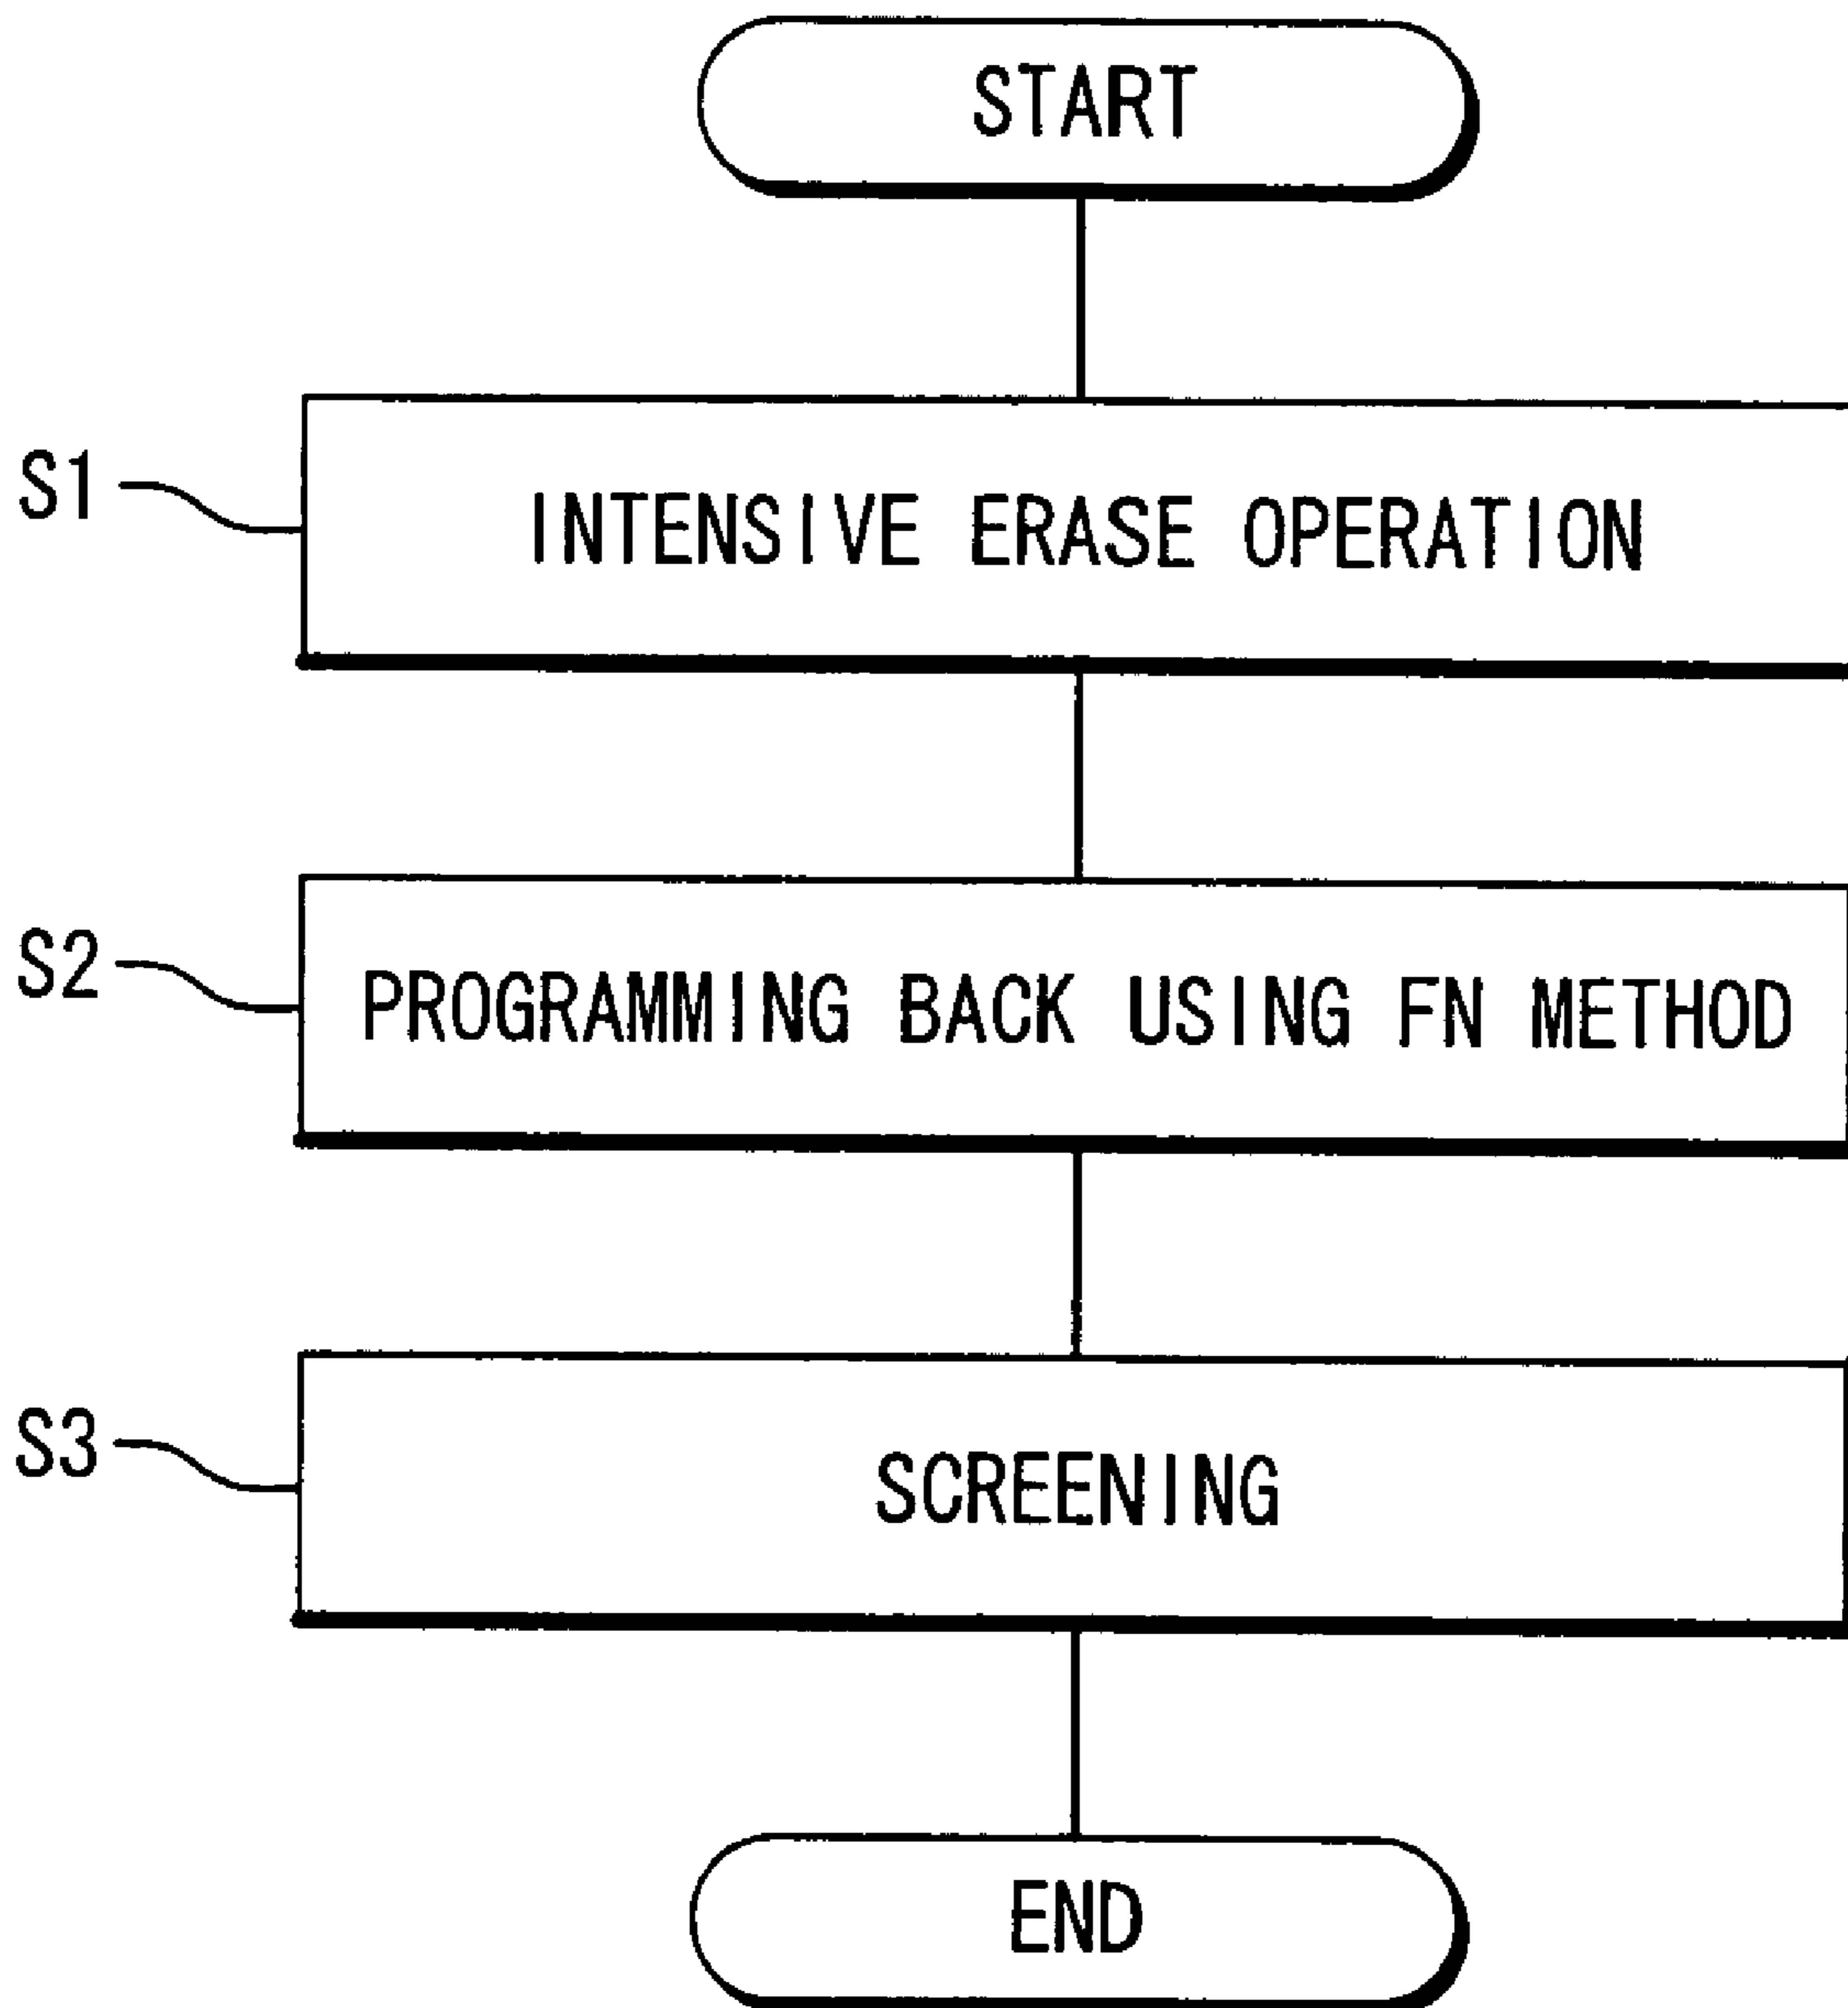 START
S1
INTENSIVE ERASE OPERATION
S2
PROGRAMMING BACK USING FN METHOD
S3
SCREENING
END